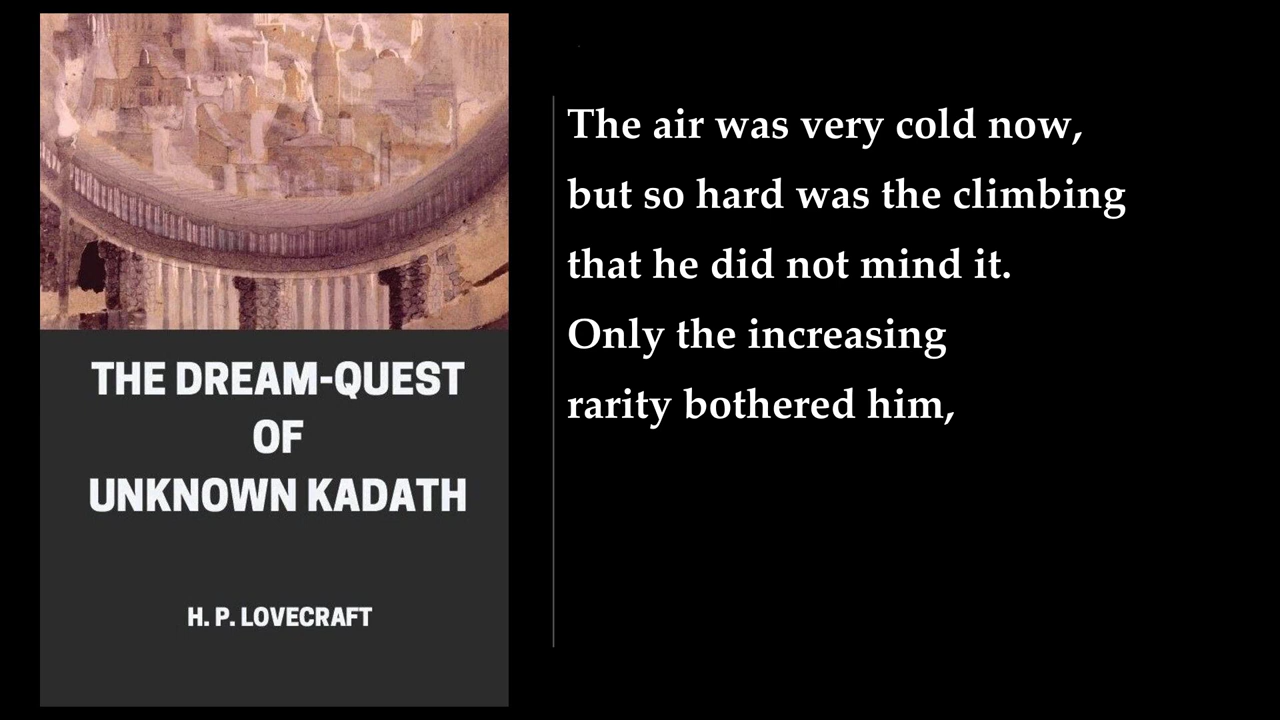 THE DREAM-QUEST
OF
UNKNOWN KADATH
H. P. LOVECRAFT
The air was very cold now,
but so hard was the climbing
that he did not mind it.
Only the increasing
rarity bothered him,